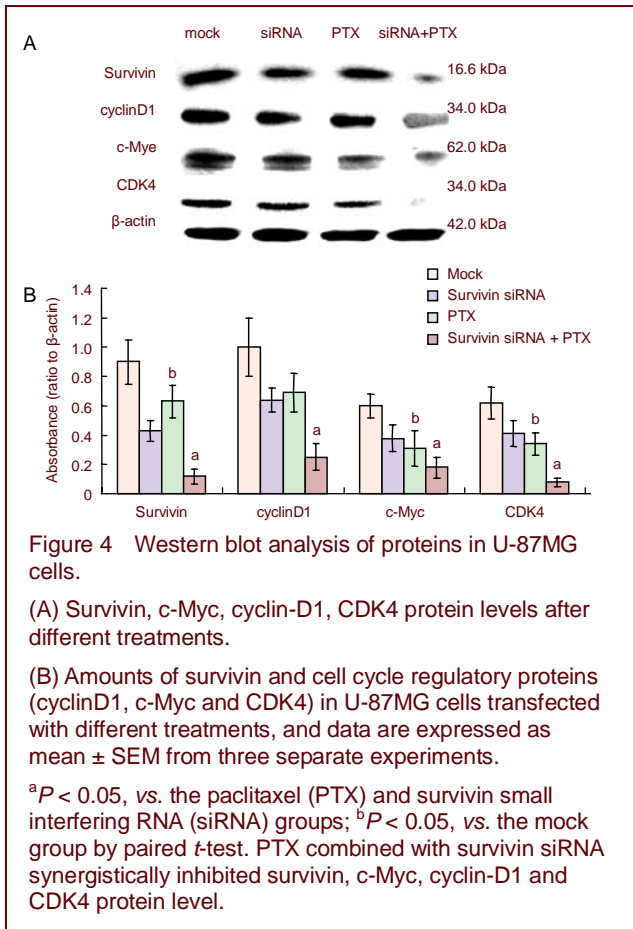 A
mock siRNA PTX siRNA+PTX
Survivin 16.6 kDa
cyclinD1 34.0 kDa
c-Mye 62.0 kDa
CDK4 34.0 kDa
β-actin 42.0 kDa
B
Mock
Survivin siRNA
PTX
Survivin siRNA + PTX
Absorbance (ratio to β-actin)
1.4
1.2
1.0
0.8
0.6
0.4
0.2
0
b a a b a b a
Survivin cyclinD1 c-Myc CDK4
Figure 4 Western blot analysis of proteins in U-87MG
cells.
(A) Survivin, c-Myc, cyclin-D1, CDK4 protein levels after
different treatments.
(B) Amounts of survivin and cell cycle regulatory proteins
(cyclinD1, c-Myc and CDK4) in U-87MG cells transfected
with different treatments, and data are expressed as
mean ± SEM from three separate experiments.
aP < 0.05, vs. the paclitaxel (PTX) and survivin small
interfering RNA (siRNA) groups; bP < 0.05, vs. the mock
group by paired t-test. PTX combined with survivin siRNA
synergistically inhibited survivin, c-Myc, cyclin-D1 and
CDK4 protein level.